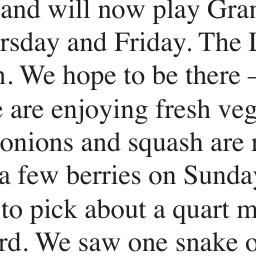 and will now play Gran
rsday and Friday. The
n. We hope to be there –
are enjoying fresh veg
onions and squash are
a few berries on Sunday
to pick about a quart m
rd. We saw one snake o